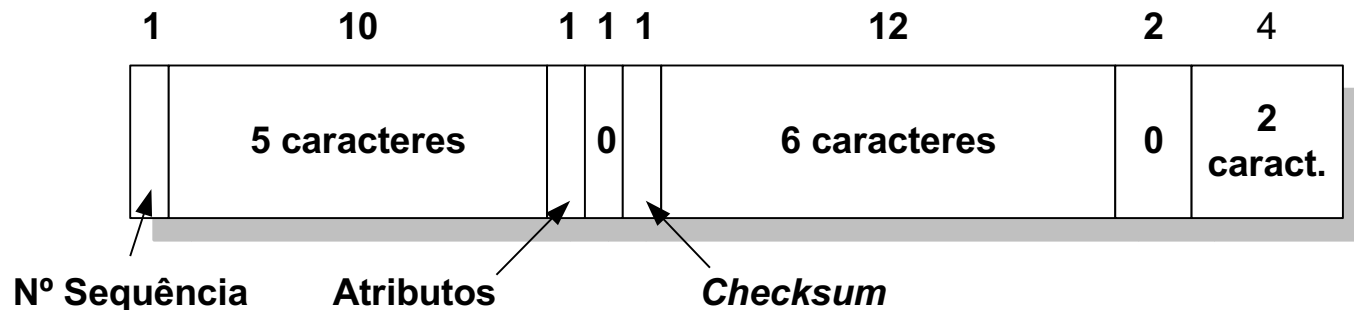 1 10 1 1 1 12 2 4
5 caracteres 0 6 caracteres 0 2 caract.
Nº Sequência Atributos Checksum